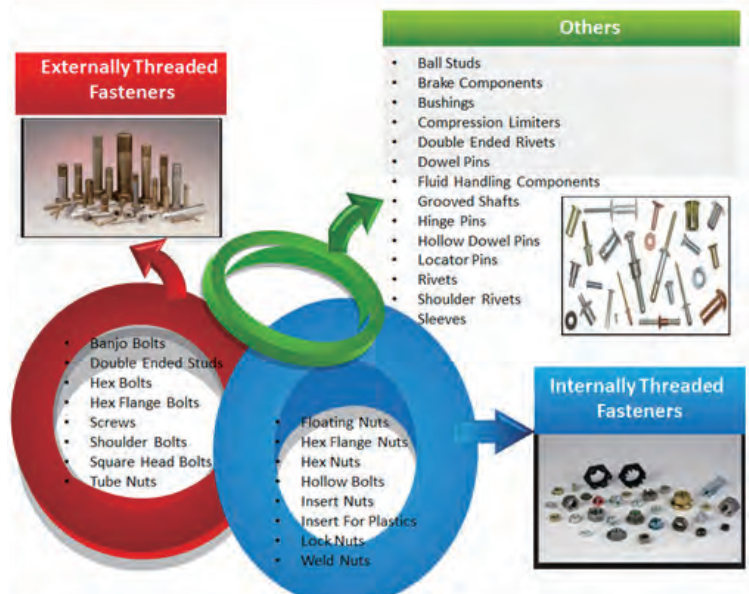 Others
Ball Studs
Brake Components
Bushings
Compression Limiters
Double Ended Rivets
Dowel Pins
Fluid Handling Components
Grooved Shafts
Hinge Pins
Hollow Dowel Pins
Locator Pins
Rivets
Shoulder Rivets
Sleeves
Externally Threaded
Fasteners
Banjo Bolts
Double Ended Studs
Hex Bolts
Hex Flange Bolts
Screws
Shoulder Bolts
Square Head Bolts
Tube Nuts
Internally Threaded
Fasteners
Floating Nuts
Hex Flange Nuts
Hex Nuts
Hollow Bolts
Insert Nuts
Insert For Plastics
Lock Nuts
Weld Nuts